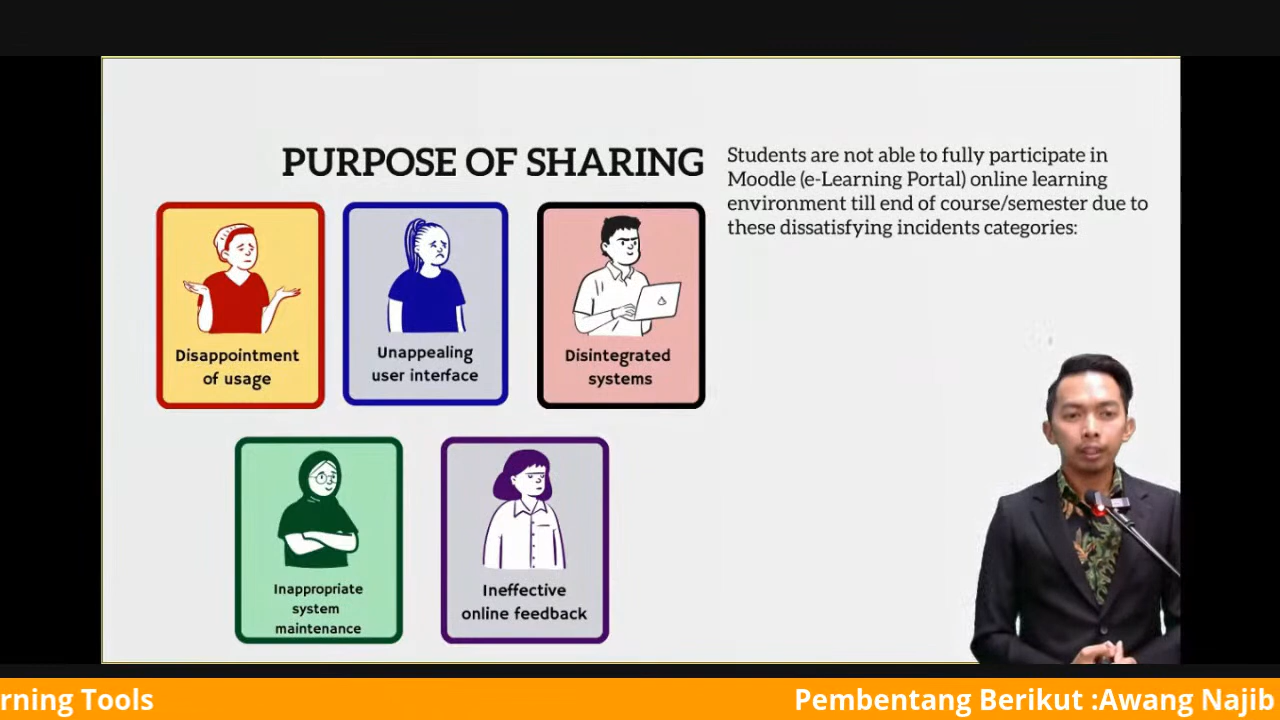 PURPOSE OF SHARING
Students are not able to fully participate in
Moodle (e-Learning Portal) online learning
environment till end of course/semester due to
these dissatisfying incidents categories:
Disappointment
of usage
Unappealing
user interface
Disintegrated
systems
Inappropriate
system
maintenance
Ineffective
online feedback
rning Tools
Pembentang Berikut :Awang Najib